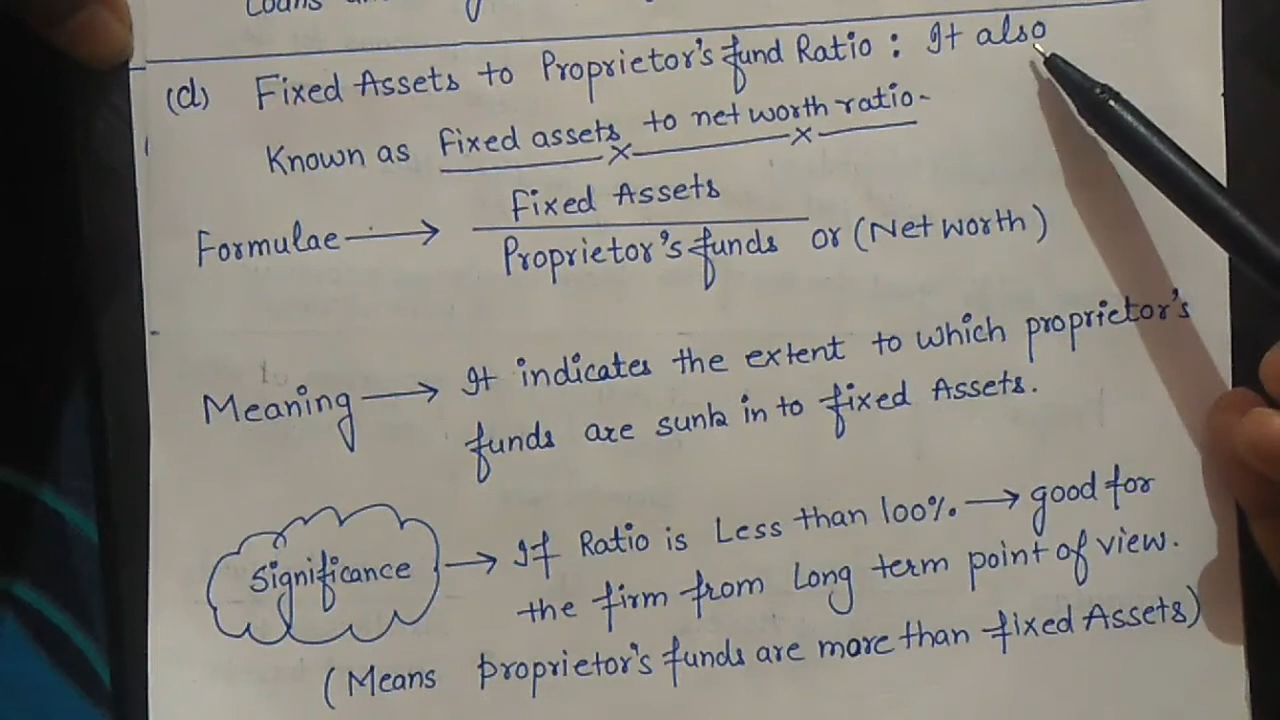 Loans
(d) Fixed Assets to Proprietor's fund Ratio : It also
Known as fixed assets to net worth ratio-
Formulae → Fixed Assets
Proprietor's funds or (Net worth)
Meaning → It indicates the extent to which proprietor's
funds are sunk in to fixed Assets.
Significance → If Ratio is Less than 100%. → good for
the firm from Long term point of view.
(Means proprietor's funds are more than fixed Assets)